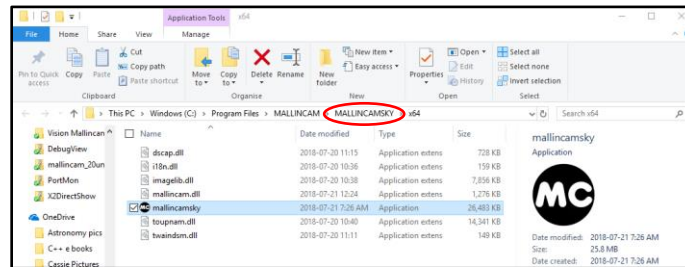 Application Tools x64
File Home Share View Manage
Pin to Quick access
Copy
Paste
Cut
Copy path
Paste shortcut
Clipboard
Move to
Copy to
Delete
Rename
Organise
New folder
New item
Easy access
New
Properties
Open
Edit
History
Open
Select all
Select none
Invert selection
Select
This PC > Windows (C:) > Program Files > MALLINCAM > MALLINCAMSKY > x64
Search x64
Vision Mallincan
DebugView
mallincam_20un
PortMon
X2DirectShow
OneDrive
Astronomy pics
C++ e books
Cassie Pictures
Name Date modified Type Size
dscap.dll 2018-07-20 11:15 Application extens 728 KB
i18n.dll 2018-07-20 10:36 Application extens 159 KB
imagelib.dll 2018-07-20 10:38 Application extens 7,856 KB
mallincam.dll 2018-07-21 12:24 Application extens 1,276 KB
mallincamsky 2018-07-21 7:26 AM Application 26,483 KB
toupnam.dll 2018-07-20 10:40 Application extens 14,341 KB
twaindsm.dll 2018-07-20 11:11 Application extens 149 KB
mallincamsky
Application
MC
Date modified: 2018-07-21 7:26 AM
Size: 25.8 MB
Date created: 2018-07-21 7:26 AM